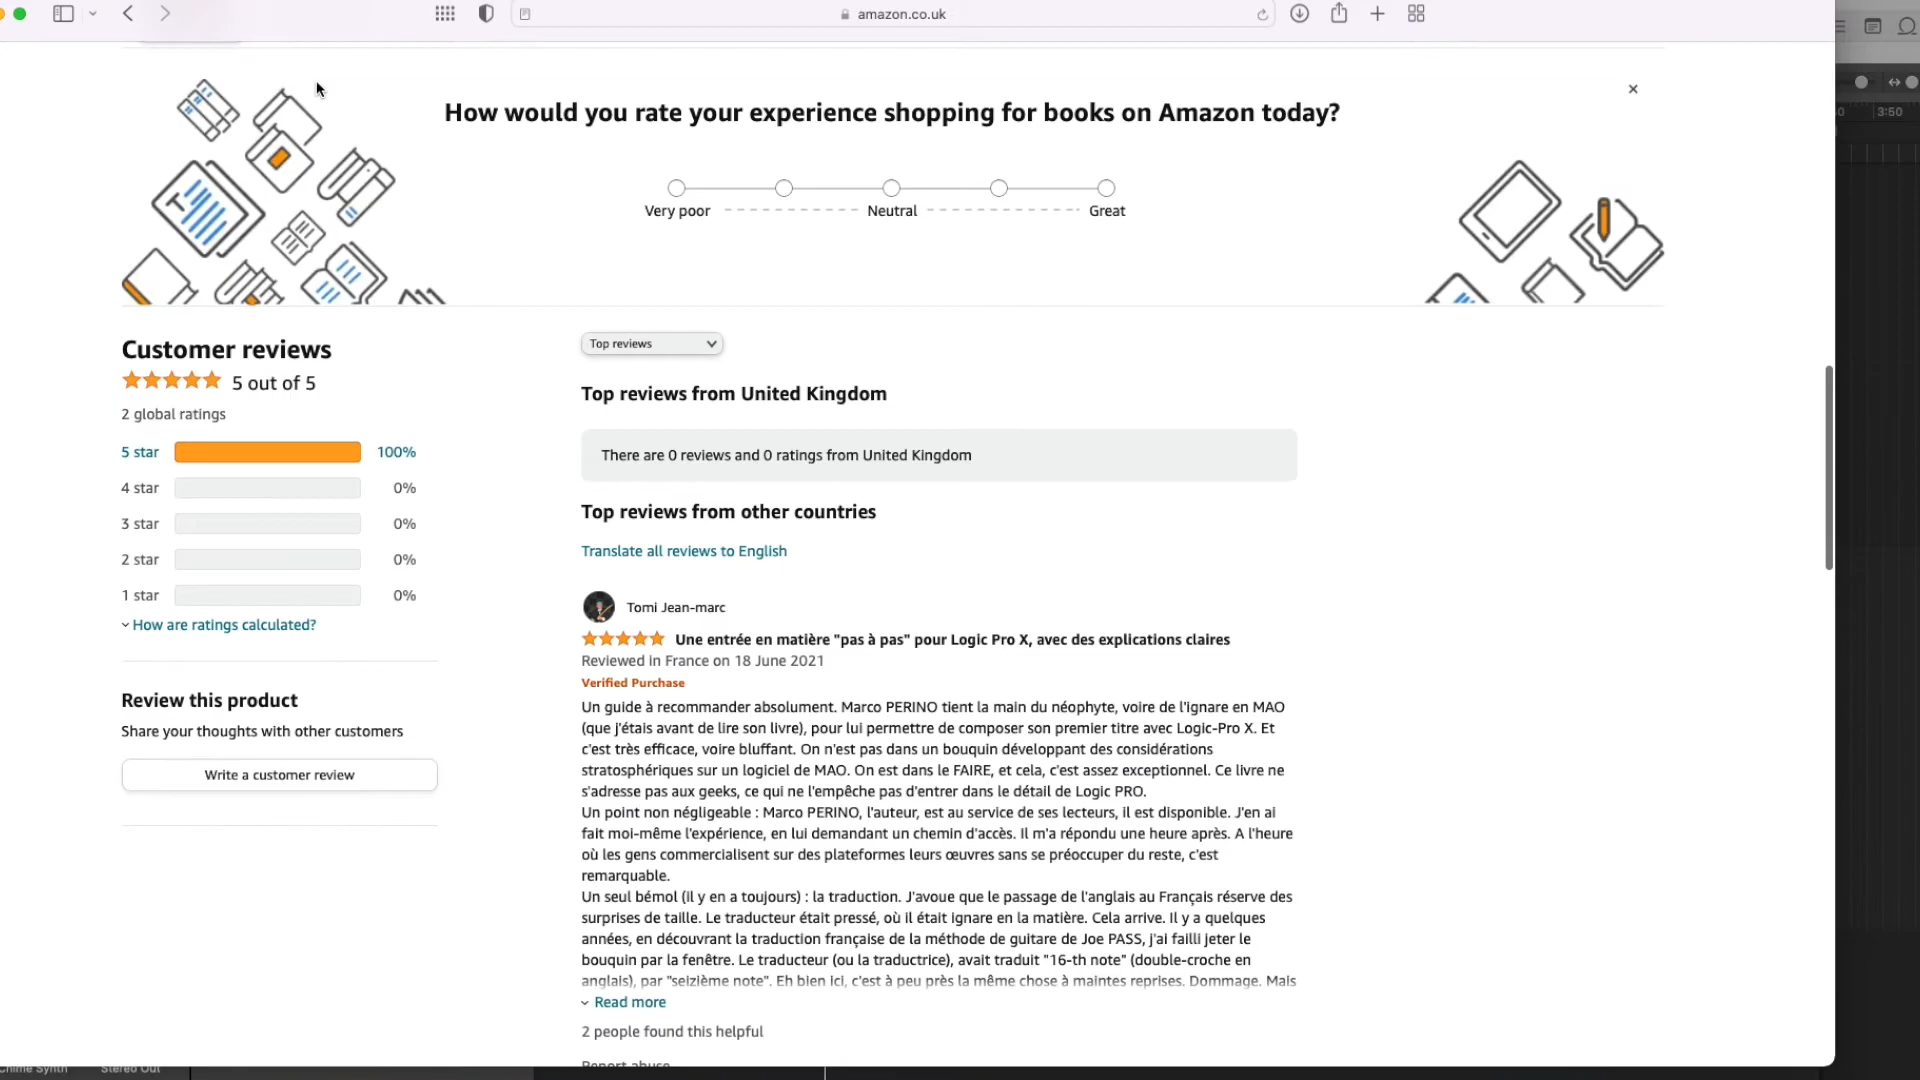 amazon.co.uk
3:50
How would you rate your experience shopping for books on Amazon today?
Very poor
Neutral
Great
Customer reviews
5 out of 5
2 global ratings
5 star 100%
4 star 0%
3 star 0%
2 star 0%
1 star 0%
How are ratings calculated?
Review this product
Share your thoughts with other customers
Write a customer review
Top reviews
Top reviews from United Kingdom
There are 0 reviews and 0 ratings from United Kingdom
Top reviews from other countries
Translate all reviews to English
Tomi Jean-marc
Une entrée en matière "pas à pas" pour Logic Pro X, avec des explications claires
Reviewed in France on 18 June 2021
Verified Purchase
Un guide à recommander absolument. Marco PERINO tient la main du néophyte, voire de l'ignare en MAO
(que j'étais avant de lire son livre), pour lui permettre de composer son premier titre avec Logic-Pro X. Et
c'est très efficace, voire bluffant. On n'est pas dans un bouquin développant des considérations
stratosphériques sur un logiciel de MAO. On est dans le FAIRE, et cela, c'est assez exceptionnel. Ce livre ne
s'adresse pas aux geeks, ce qui ne l'empêche pas d'entrer dans le détail de Logic PRO.
Un point non négligeable : Marco PERINO, l'auteur, est au service de ses lecteurs, il est disponible. J'en ai
fait moi-même l'expérience, en lui demandant un chemin d'accès. Il m'a répondu une heure après. A l'heure
où les gens commercialisent sur des plateformes leurs œuvres sans se préoccuper du reste, c'est
remarquable.
Un seul bémol (il y en a toujours) : la traduction. J'avoue que le passage de l'anglais au Français réserve des
surprises de taille. Le traducteur était pressé, où il était ignare en la matière. Cela arrive. Il y a quelques
années, en découvrant la traduction française de la méthode de guitare de Joe PASS, j'ai failli jeter le
bouquin par la fenêtre. Le traducteur (ou la traductrice), avait traduit "16-th note" (double-croche en
anglais), par "seizième note". Eh bien ici, c'est à peu près la même chose à maintes reprises. Dommage. Mais
Read more
2 people found this helpful
Report abuse
Stereo Out